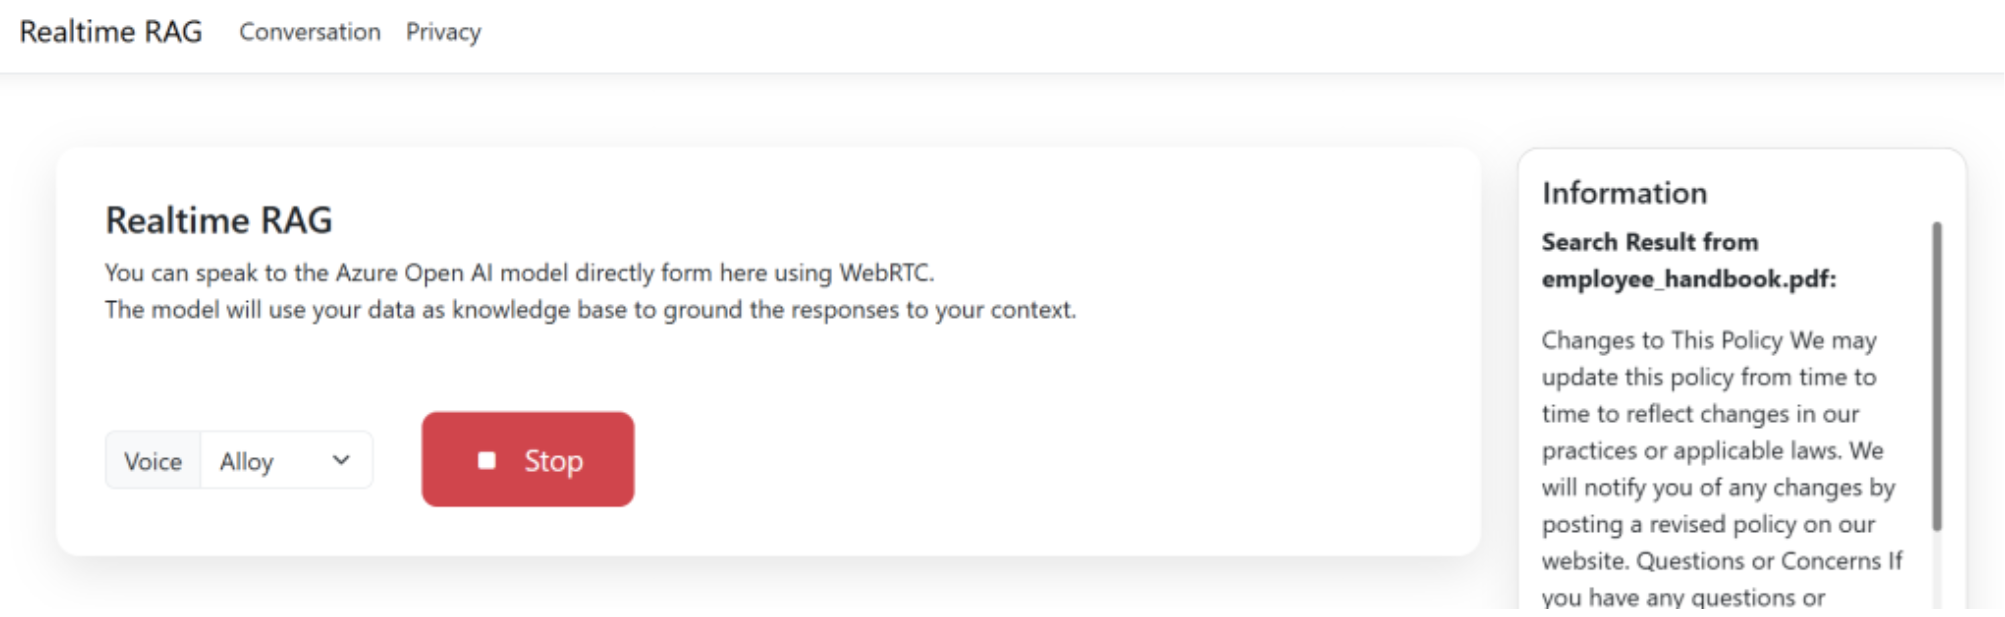 Realtime RAG Conversation Privacy
Realtime RAG
You can speak to the Azure Open AI model directly form here using WebRTC.
The model will use your data as knowledge base to ground the responses to your context.
Voice Alloy Stop
Information
Search Result from
employee_handbook.pdf:
Changes to This Policy We may
update this policy from time to
time to reflect changes in our
practices or applicable laws. We
will notify you of any changes by
posting a revised policy on our
website. Questions or Concerns If
you have any questions or